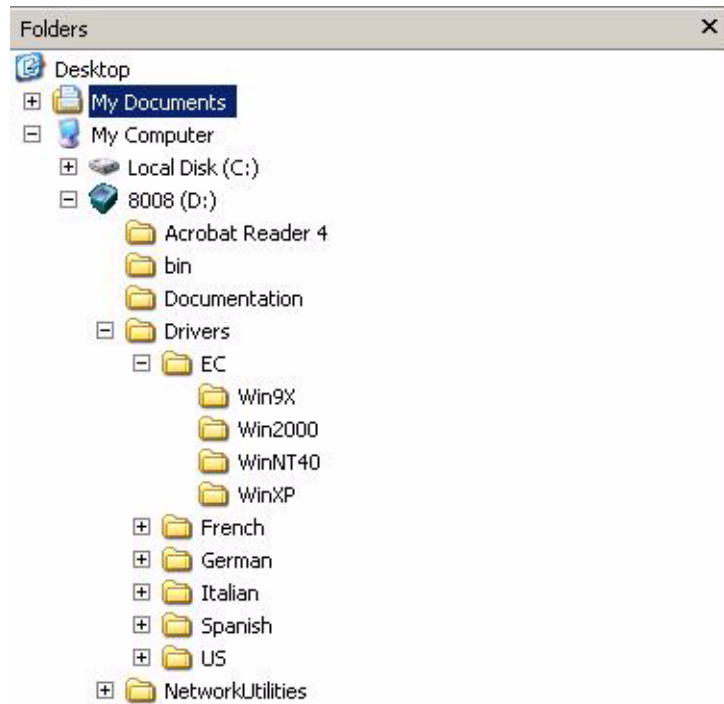 Folders
Desktop
My Documents
My Computer
Local Disk (C:)
8008 (D:)
Acrobat Reader 4
bin
Documentation
Drivers
EC
Win9X
Win2000
WinNT40
WinXP
French
German
Italian
Spanish
US
NetworkUtilities